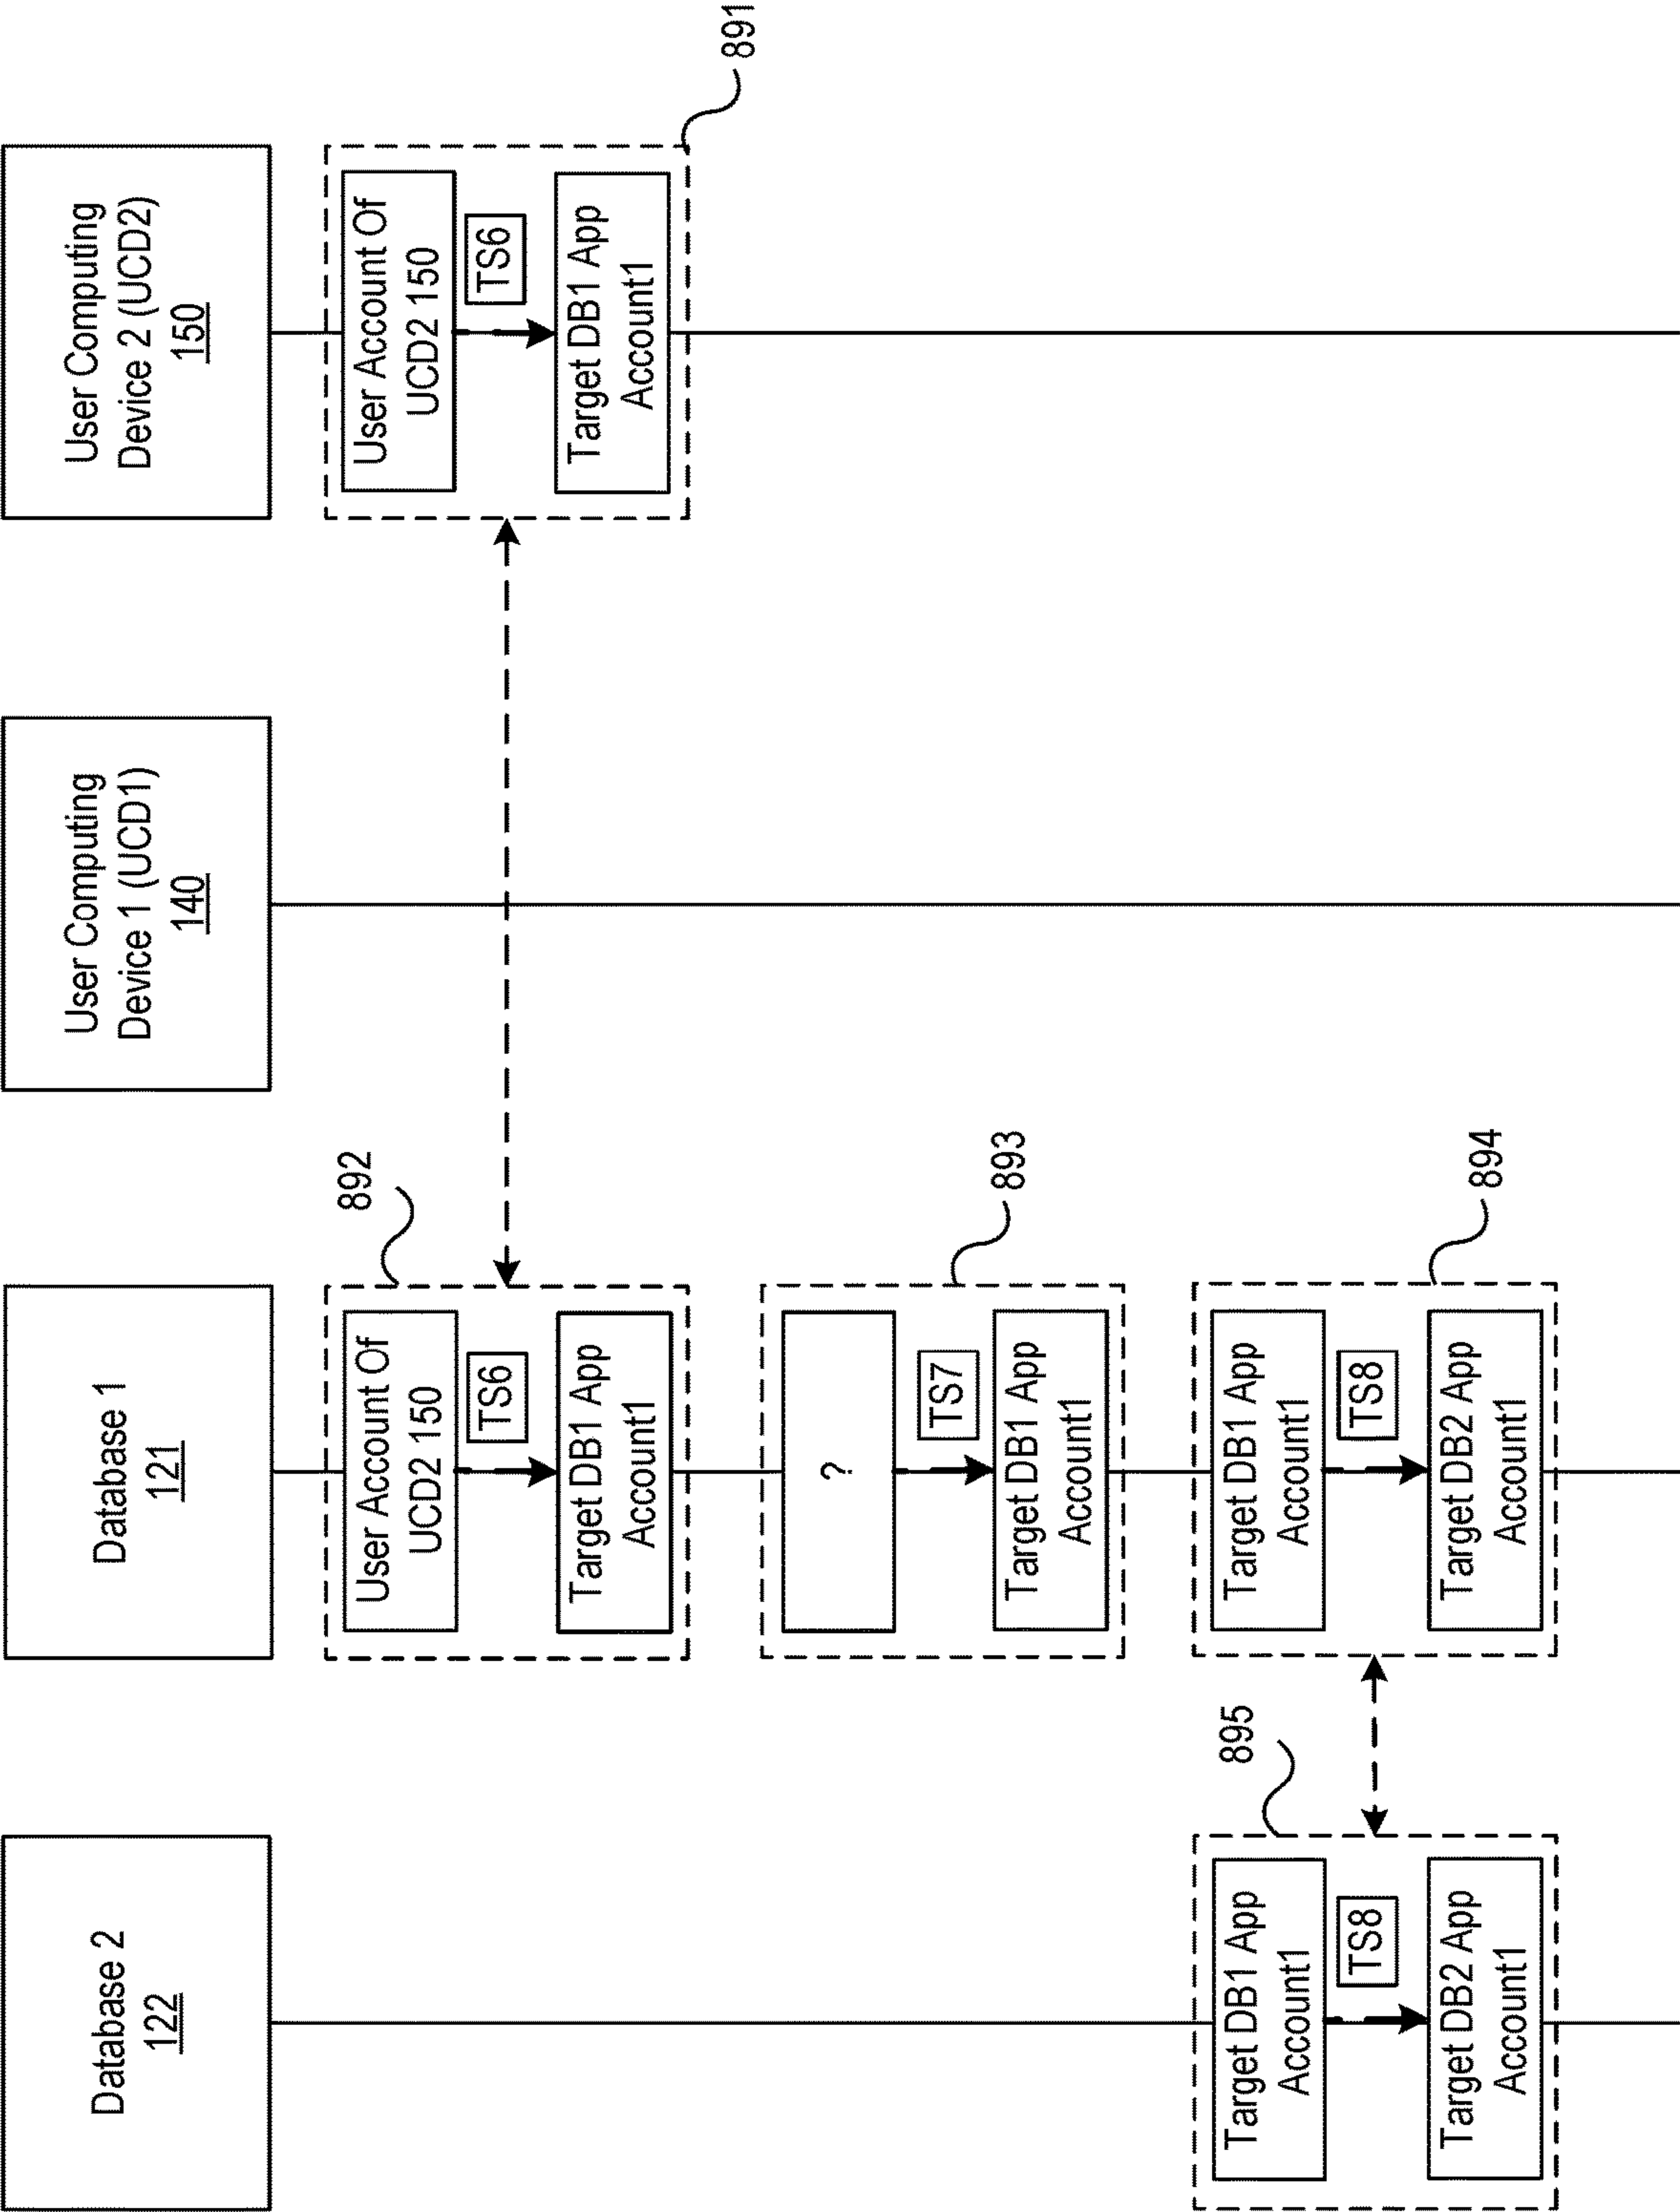 Database 2
122
Database 1
121
User Computing
Device 1 (UCD1)
140
User Computing
Device 2 (UCD2)
150
892
User Account Of
UCD2 150
TS6
Target DB1 App
Account1
User Account Of
UCD2 150
TS6
Target DB1 App
Account1
891
893
?
TS7
Target DB1 App
Account1
895
Target DB1 App
Account1
TS8
Target DB2 App
Account1
894
Target DB1 App
Account1
TS8
Target DB2 App
Account1